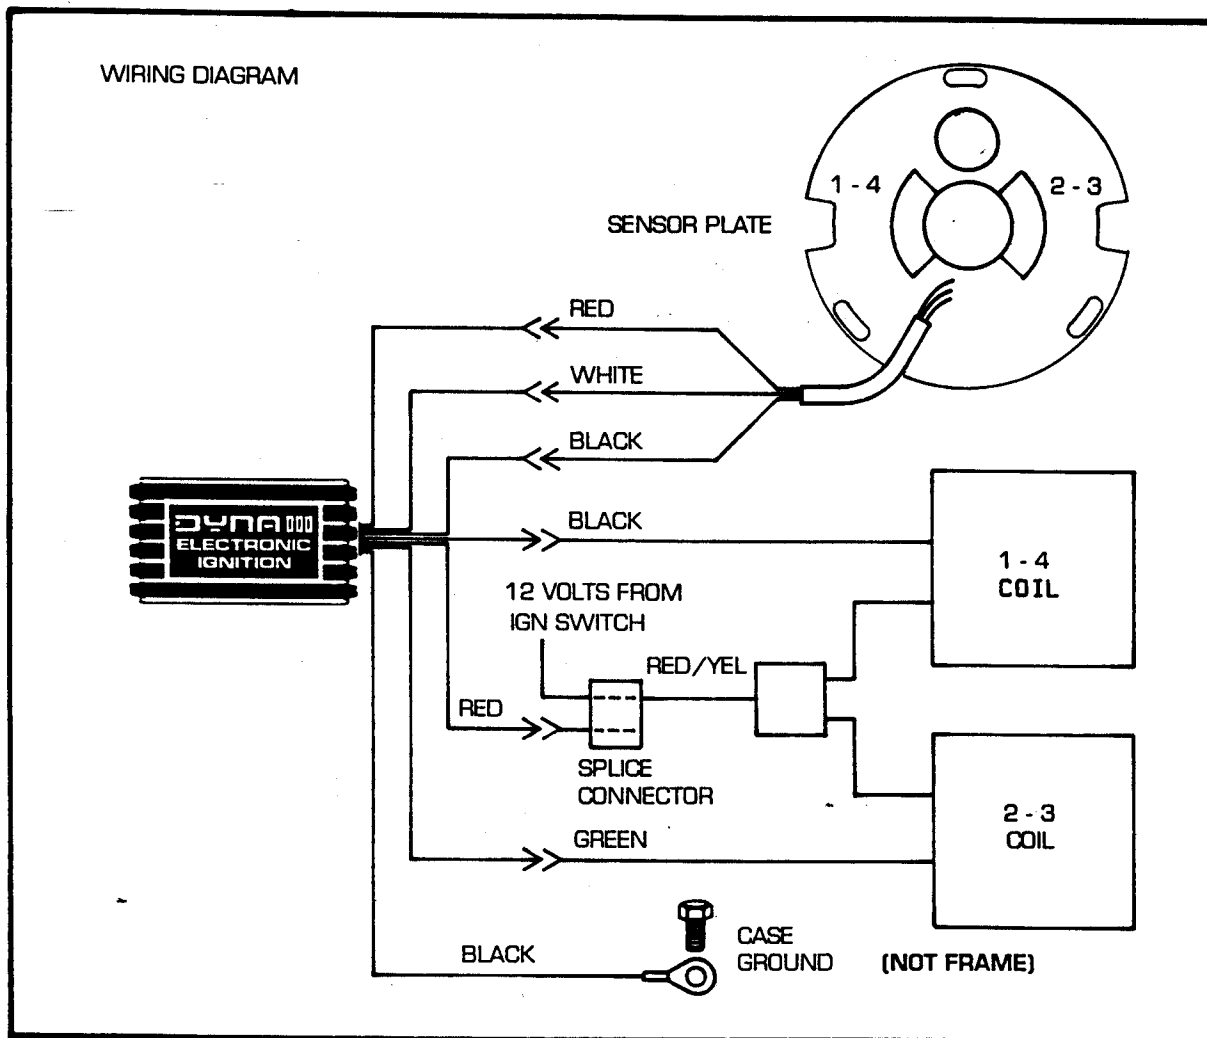 WIRING DIAGRAM
1 - 4
2 - 3
SENSOR PLATE
RED
WHITE
BLACK
DYNA III
ELECTRONIC
IGNITION
BLACK
1 - 4
COIL
12 VOLTS FROM
IGN SWITCH
RED/YEL
RED
SPLICE
CONNECTOR
2 - 3
COIL
GREEN
BLACK
CASE
GROUND (NOT FRAME)